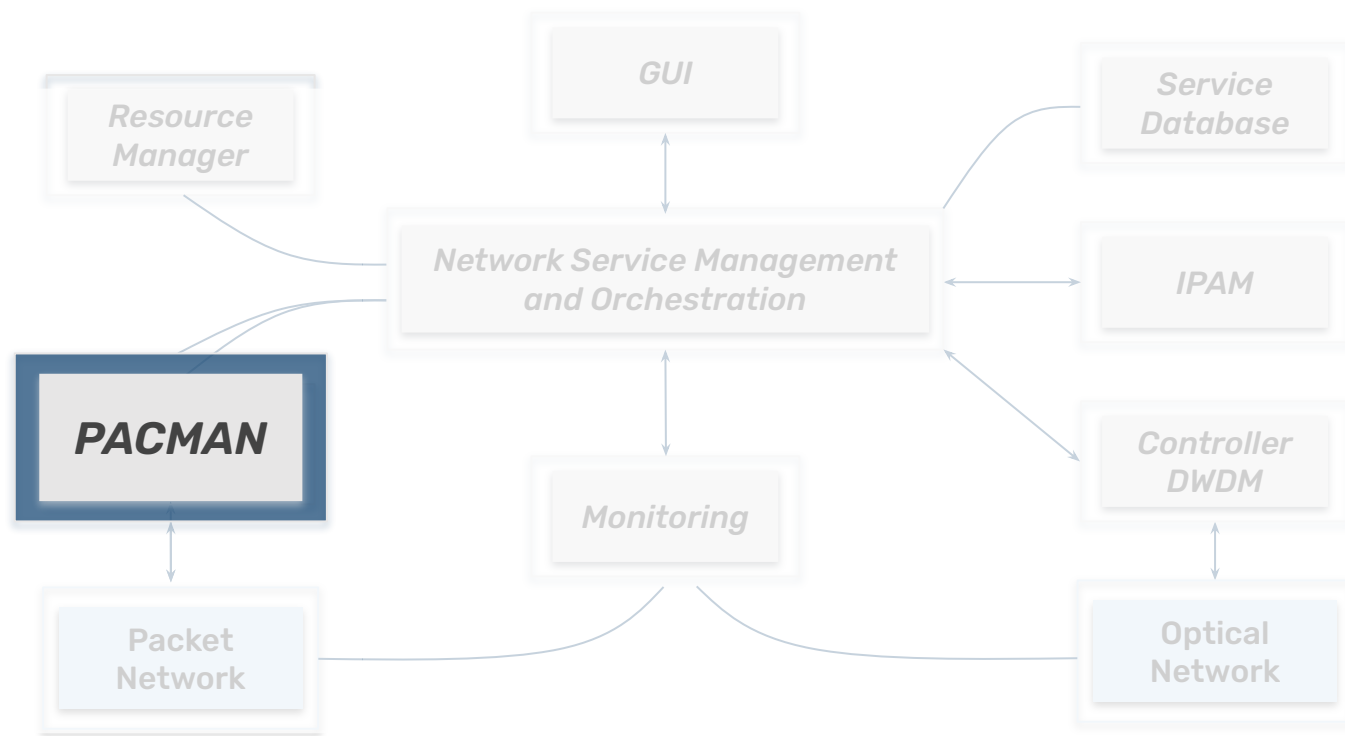 GUI
Service
Database
Resource
Manager
Network Service Management
and Orchestration
IPAM
PACMAN
Controller
DWDM
Monitoring
Packet
Network
Optical
Network